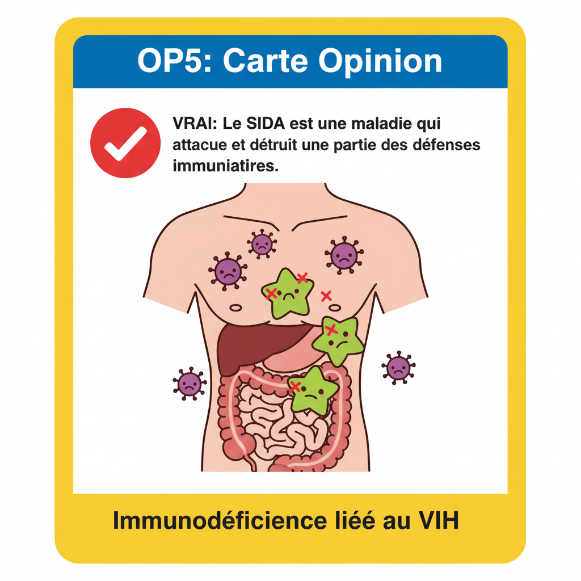 OP5: Carte Opinion
VRAI: Le SIDA est une maladie qui
attacue et détruit une partie des défenses
immuniatires.
Immunodéficience liéé au VIH